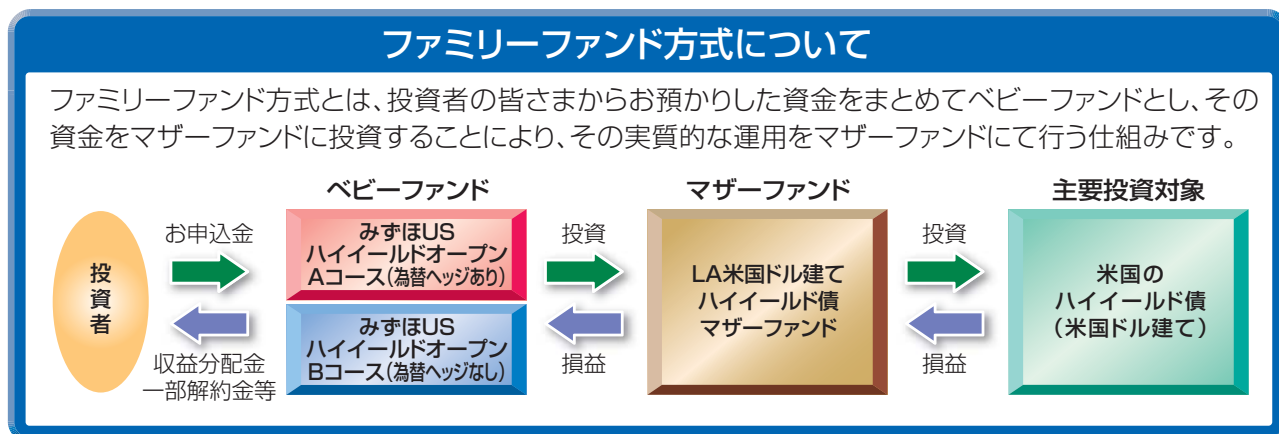 ファミリーファンド方式について
ファミリーファンド方式とは、投資者の皆さまからお預かりした資金をまとめてベビーファンドとし、その
資金をマザーファンドに投資することにより、その実質的な運用をマザーファンドにて行う仕組みです。
投資者
お申込金
収益分配金
一部解約金等
ベビーファンド
みずほUS
ハイイールドオープン
Aコース(為替ヘッジあり)
みずほUS
ハイイールドオープン
Bコース(為替ヘッジなし)
投資
損益
マザーファンド
LA米国ドル建て
ハイイールド債
マザーファンド
投資
損益
主要投資対象
米国の
ハイイールド債
(米国ドル建て)